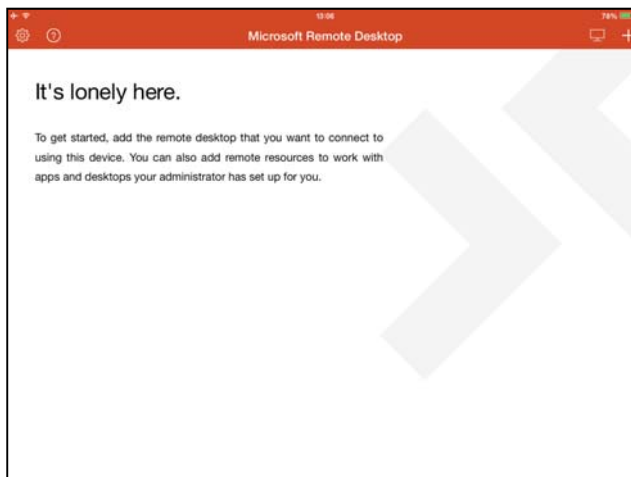 13:06
78%
?
Microsoft Remote Desktop
It's lonely here.
To get started, add the remote desktop that you want to connect to
using this device. You can also add remote resources to work with
apps and desktops your administrator has set up for you.